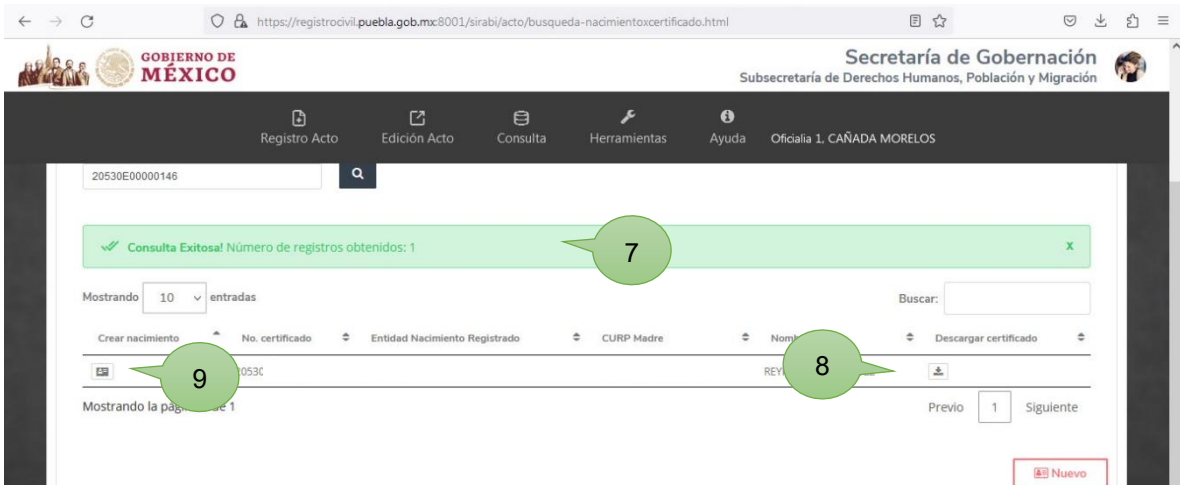 https://registrocivil.puebla.gob.mx:8001/sirabi/acto/busqueda-nacimientoxcertificado.html
GOBIERNO DE
MÉXICO
Secretaría de Gobernación
Subsecretaría de Derechos Humanos, Población y Migración
Registro Acto Edición Acto Consulta Herramientas Ayuda Oficialia 1, CAÑADA MORELOS
20530E00000146
Consulta Exitosa! Número de registros obtenidos: 1 x
7
Mostrando 10 entradas Buscar:
Crear nacimiento No. certificado Entidad Nacimiento Registrado CURP Madre Descargar certificado
9 8
Mostrando la de 1 Previo 1 Siguiente
Nuevo